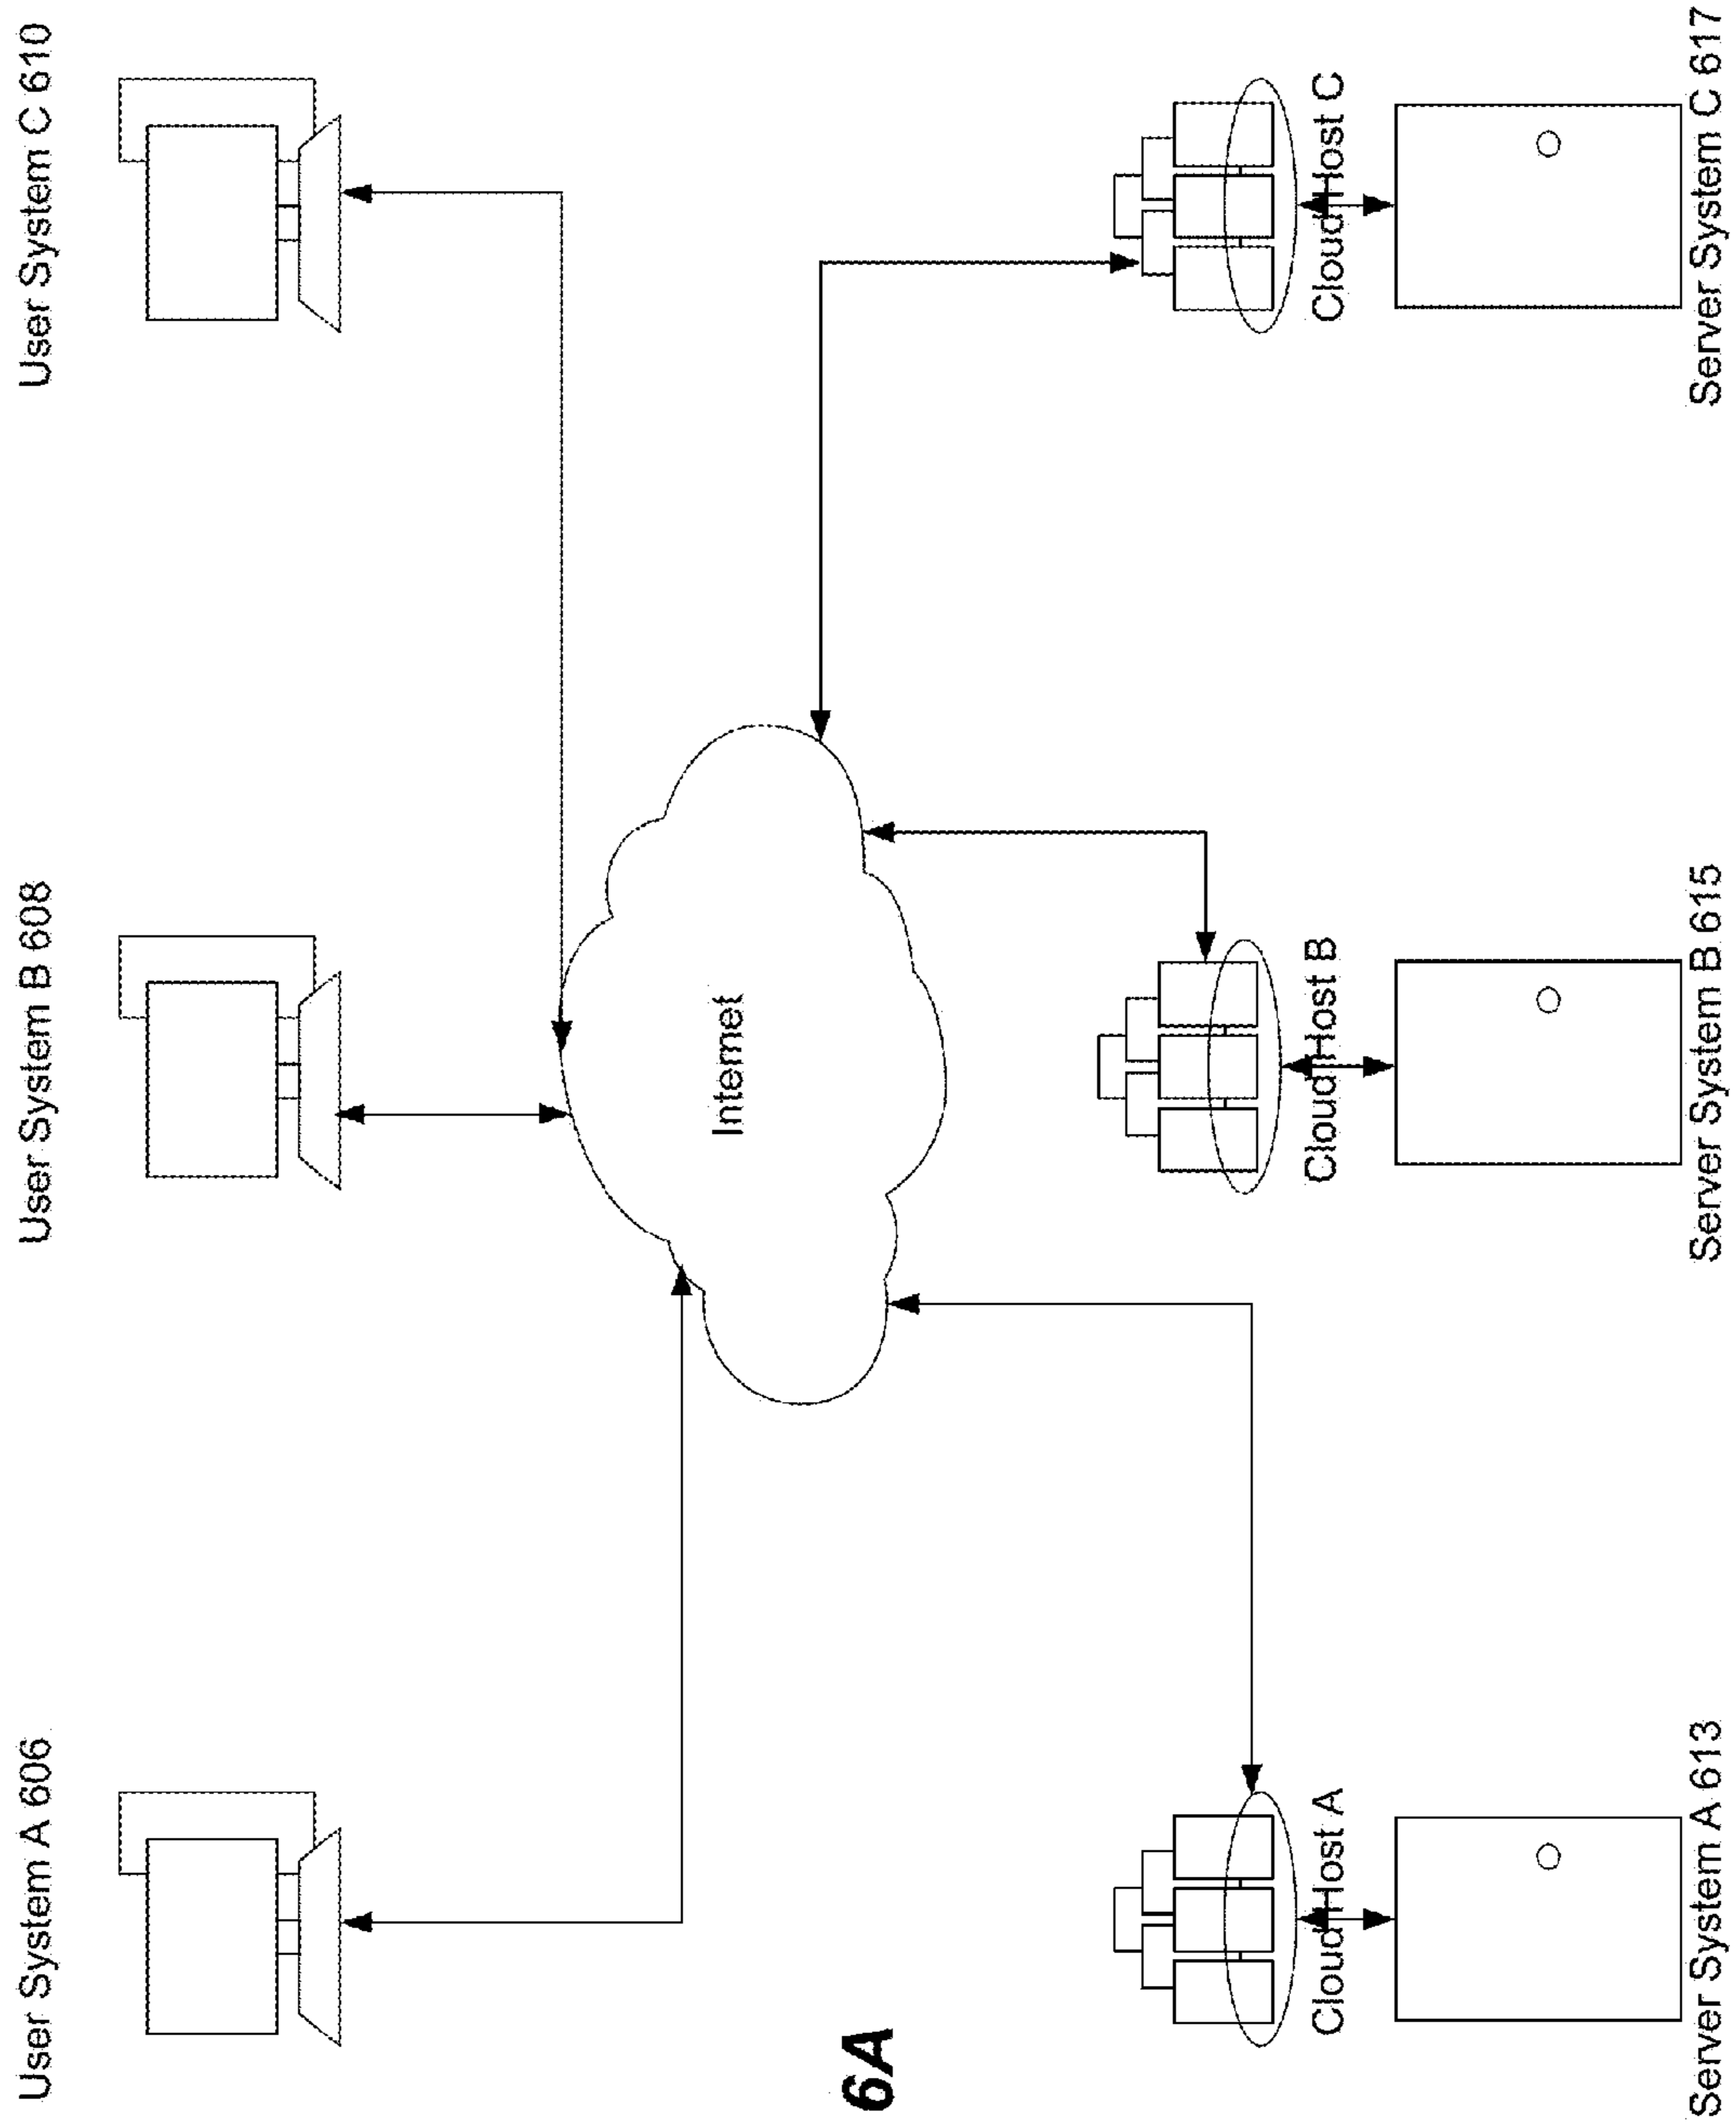 User System A 606
User System B 608
User System C 610
Internet
6A
Cloud Host A
Cloud Host B
Cloud Host C
Server System A 613
Server System B 615
Server System C 617